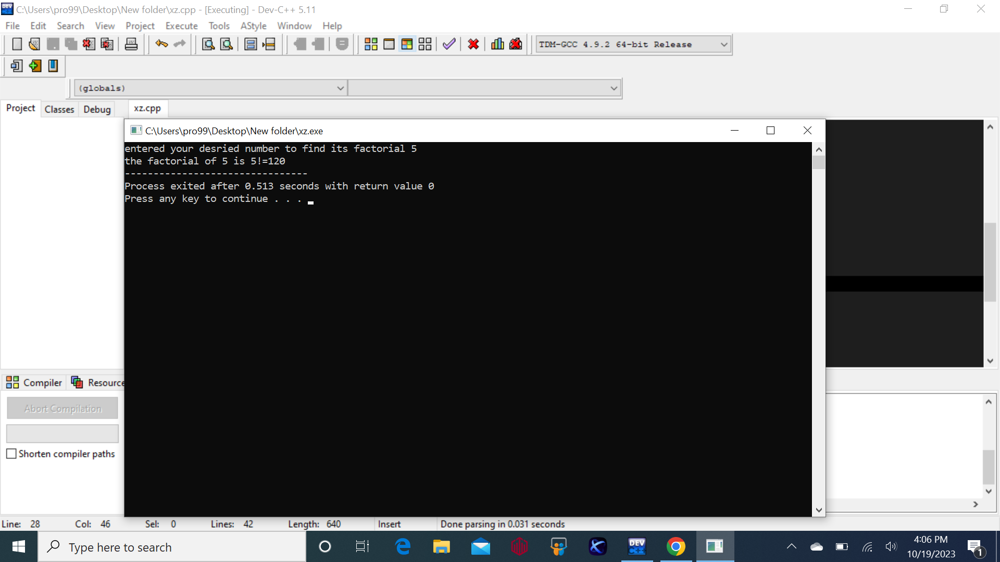 C:\Users\pro99\Desktop\New folder\xz.cpp - [Executing] - Dev-C++ 5.11
File Edit Search View Project Execute Tools AStyle Window Help
TDM-GCC 4.9.2 64-bit Release
(globals)
Project Classes Debug xz.cpp
C:\Users\pro99\Desktop\New folder\xz.exe
entered your desried number to find its factorial 5
the factorial of 5 is 5!=120
--------------------------------
Process exited after 0.513 seconds with return value 0
Press any key to continue . . .
Compiler Resource
Abort Compilation
Shorten compiler paths
Line: 28 Col: 46 Sel: 0 Lines: 42 Length: 640 Insert Done parsing in 0.031 seconds
Type here to search
DEV
C++
4:06 PM
10/19/2023
1